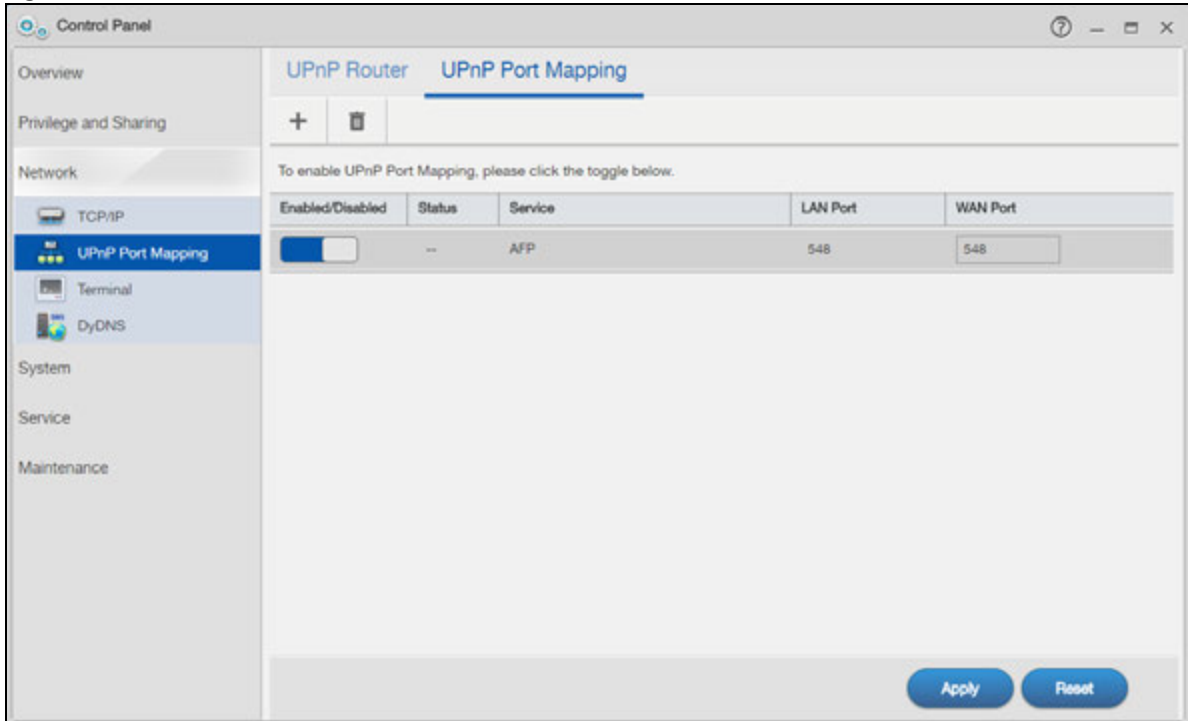 Control Panel
Overview
Privilege and Sharing
Network
TCP/IP
UPnP Port Mapping
Terminal
DyDNS
System
Service
Maintenance
UPnP Router UPnP Port Mapping
To enable UPnP Port Mapping, please click the toggle below.
Enabled/Disabled Status Service LAN Port WAN Port
-- AFP 548 548
Apply Reset